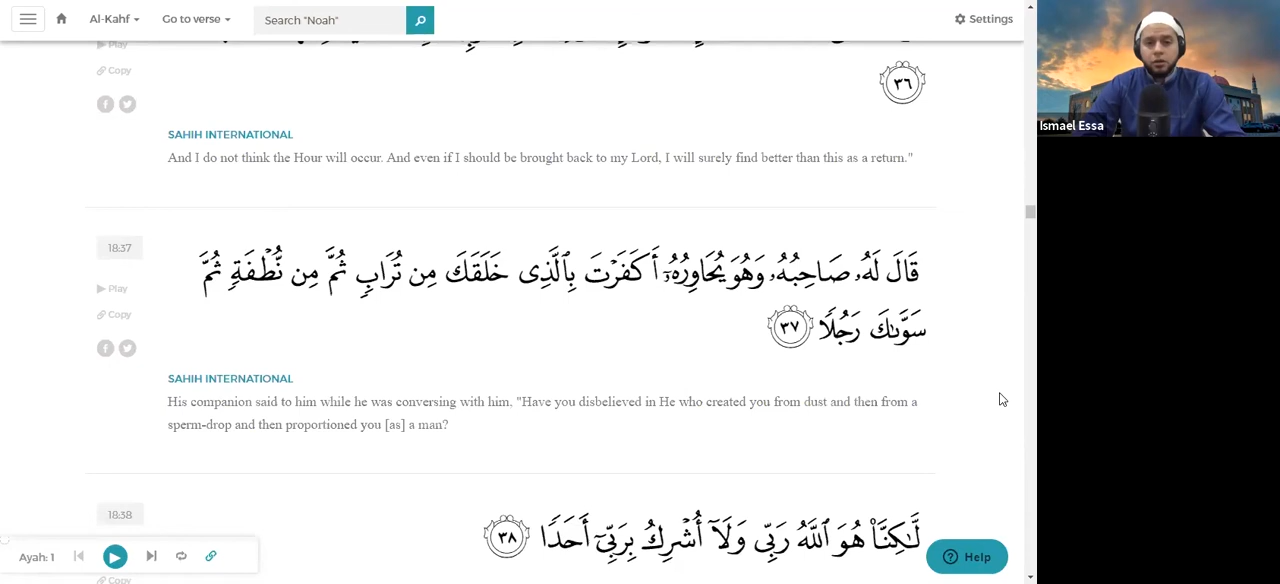 Al-Kahf
Go to verse
Search "Noah"
Settings
Play
Copy
٣٦
SAHIH INTERNATIONAL
And I do not think the Hour will occur. And even if I should be brought back to my Lord, I will surely find better than this as a return."
18:37
قَالَ لَهُۥ صَاحِبُهُۥ وَهُوَ يُحَاوِرُهُۥٓ أَكَفَرْتَ بِٱلَّذِى خَلَقَكَ مِن تُرَابٍ ثُمَّ مِن نُّطْفَةٍ ثُمَّ
سَوَّىٰكَ رَجُلًا ٣٧
Play
Copy
SAHIH INTERNATIONAL
His companion said to him while he was conversing with him, "Have you disbelieved in He who created you from dust and then from a
sperm-drop and then proportioned you [as] a man?
18:38
لَّٰكِنَّا۠ هُوَ ٱللَّهُ رَبِّى وَلَآ أُشْرِكُ بِرَبِّىٓ أَحَدًا ٣٨
Ayah: 1
Help
Copy
Ismael Essa